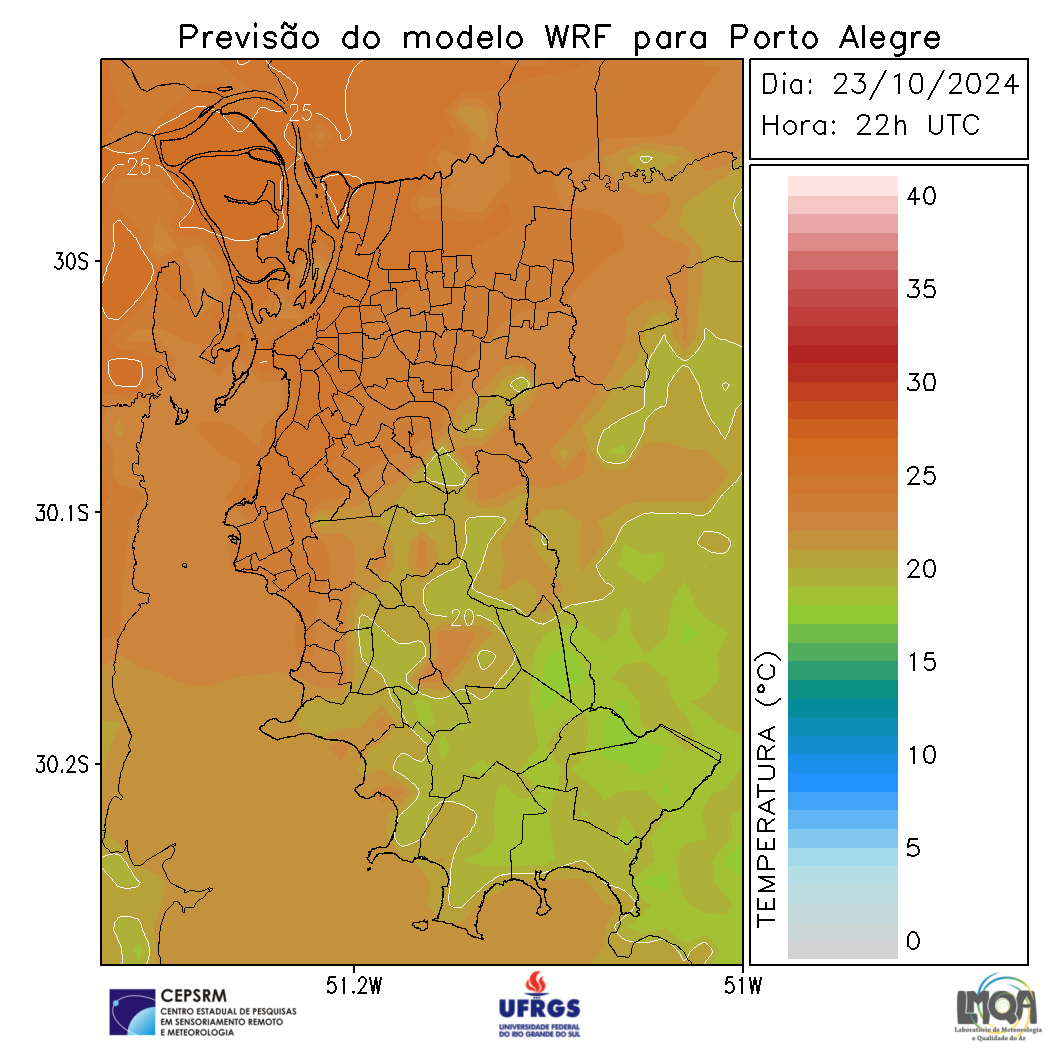 Previsão do modelo WRF para Porto Alegre
Dia: 23/10/2024
Hora: 22h UTC
25
25
20
30S
30.1S
30.2S
51.2W
51W
TEMPERATURA (°C)
40
35
30
25
20
15
10
5
0
CEPSRM
CENTRO ESTADUAL DE PESQUISAS
EM SENSORIAMENTO REMOTO
E METEOROLOGIA
UFRGS
UNIVERSIDADE FEDERAL
DO RIO GRANDE DO SUL
LMQA
Laboratório de Meteorologia
e Qualidade do Ar